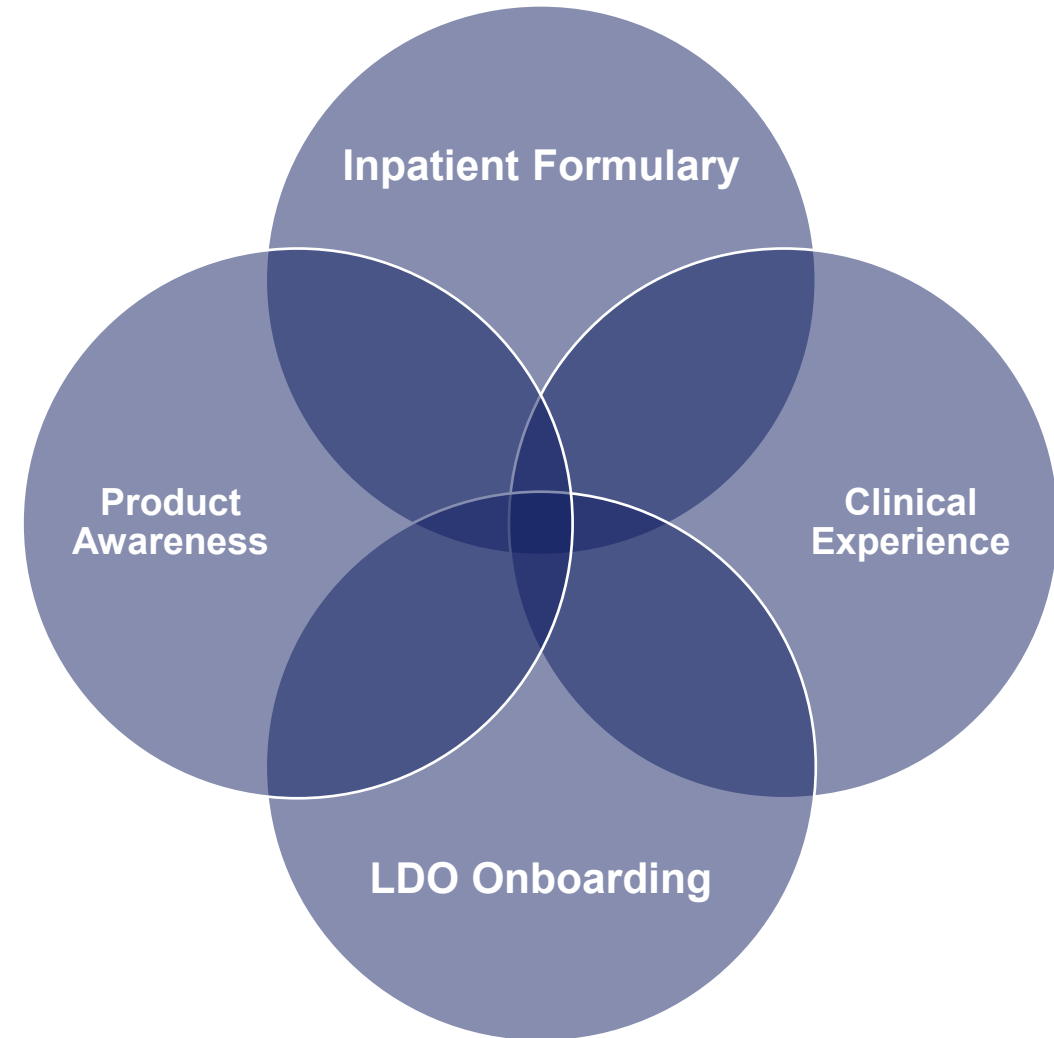 Inpatient Formulary
Product
Awareness
Clinical
Experience
LDO Onboarding